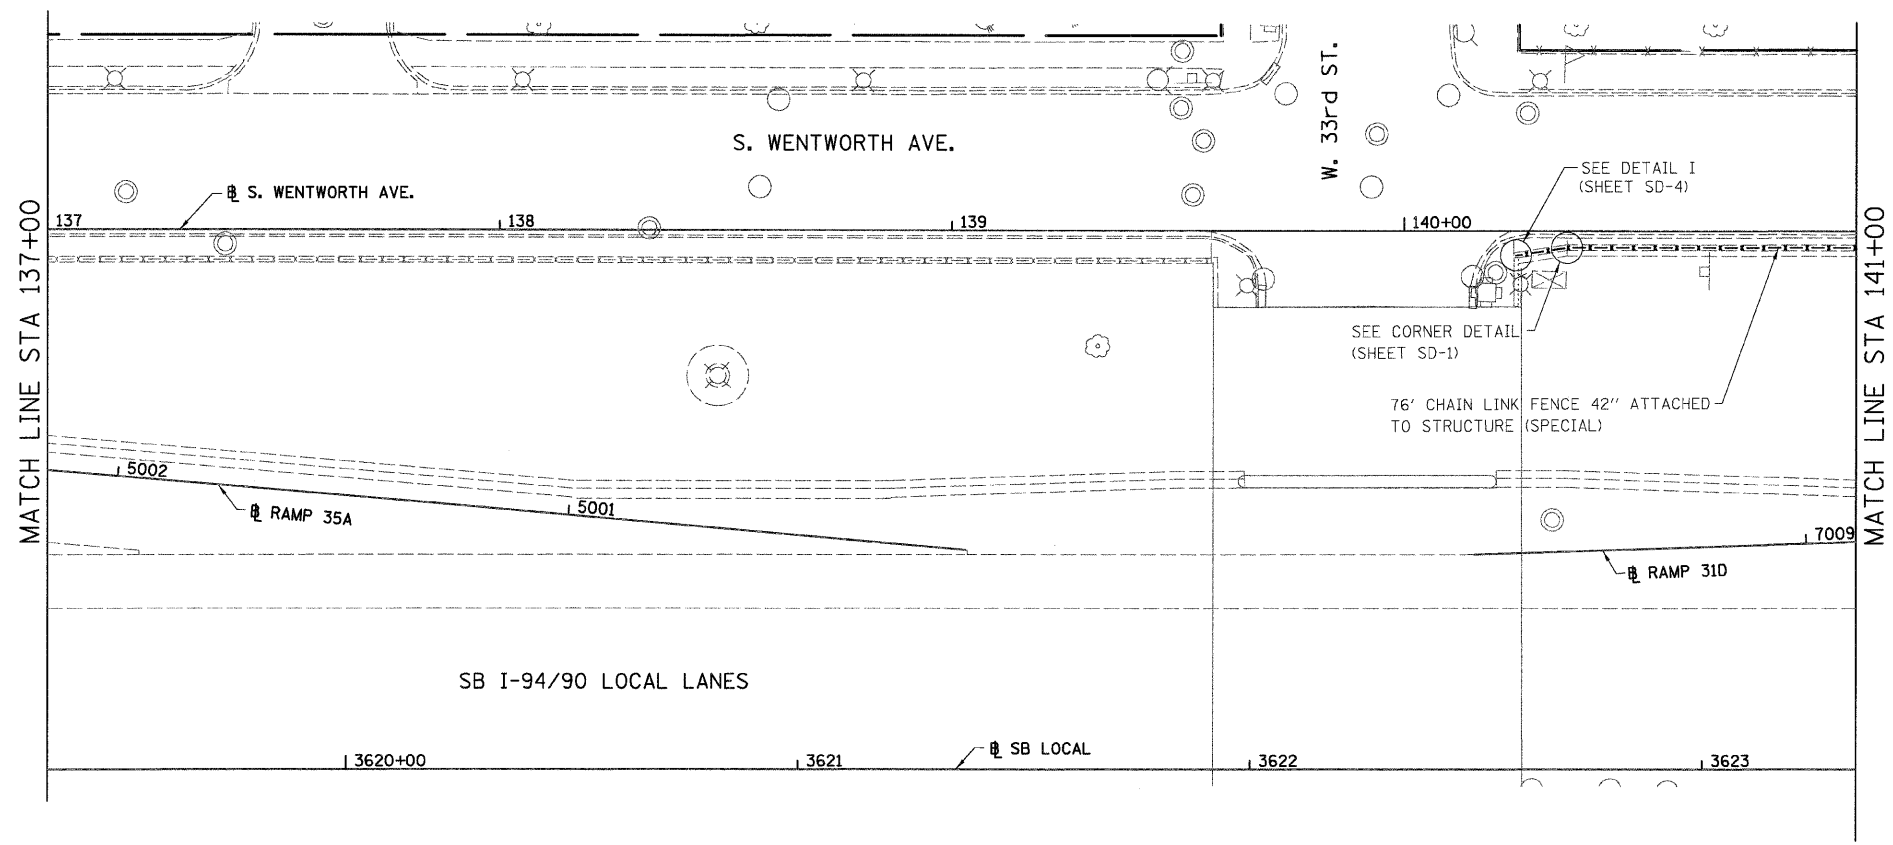 W. 33rd ST.
S. WENTWORTH AVE.
SEE DETAIL I
(SHEET SD-4)
℄ S. WENTWORTH AVE.
137
138
139
140+00
MATCH LINE STA 137+00
MATCH LINE STA 141+00
SEE CORNER DETAIL
(SHEET SD-1)
76' CHAIN LINK FENCE 42" ATTACHED
TO STRUCTURE (SPECIAL)
5002
5001
℄ RAMP 35A
7009
℄ RAMP 31D
SB I-94/90 LOCAL LANES
℄ SB LOCAL
3620+00
3621
3622
3623